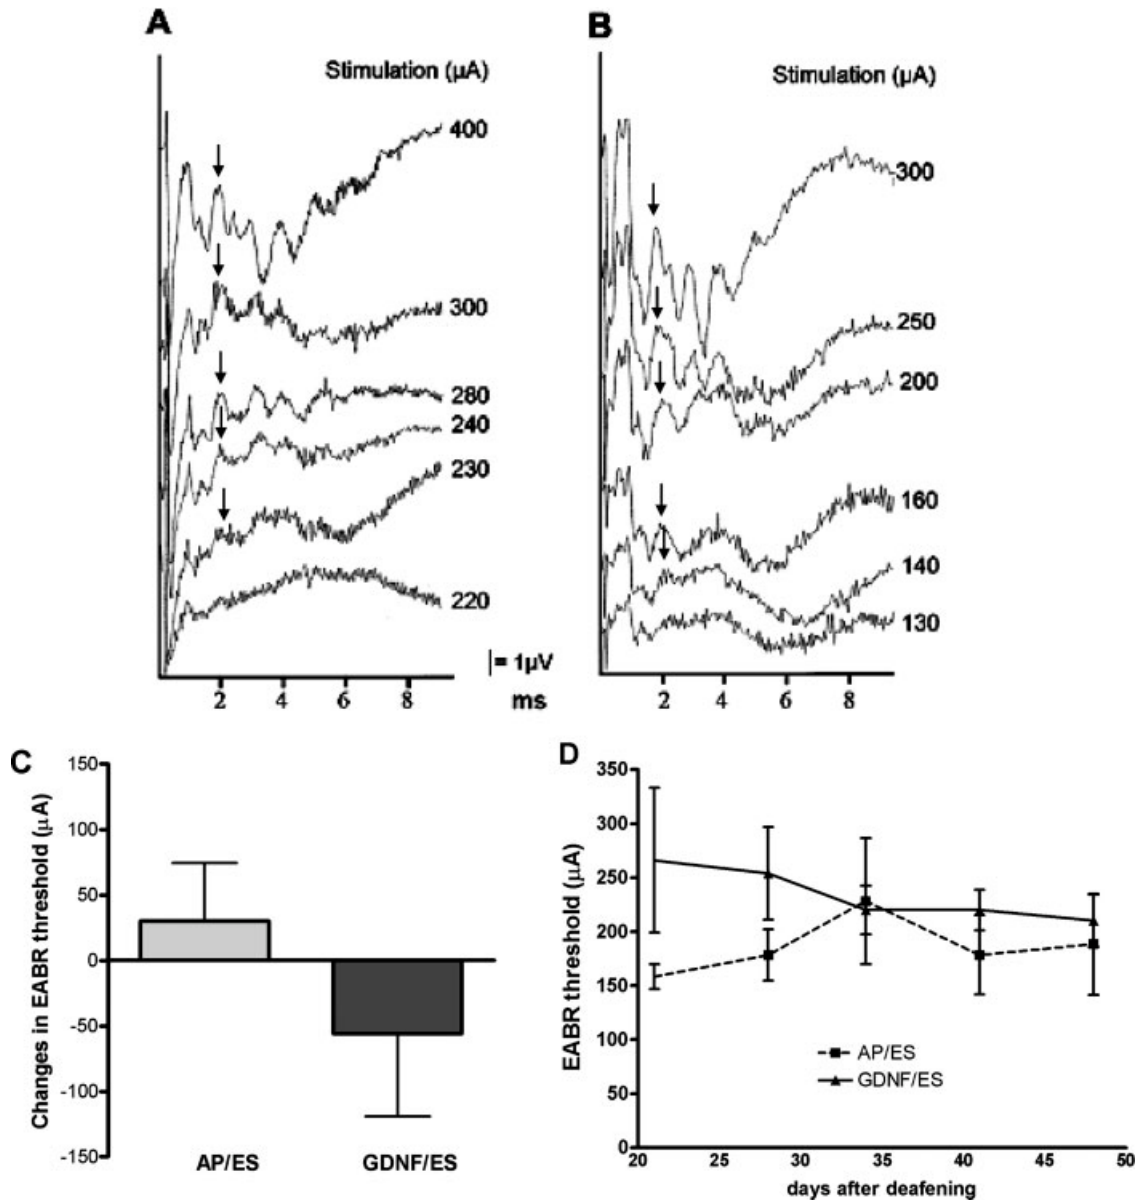 A
Stimulation (µA)
400
300
280
240
230
220
2 4 6 8
= 1µV
ms
B
Stimulation (µA)
300
250
200
160
140
130
2 4 6 8
C
Changes in EABR threshold (µA)
150
100
50
0
-50
-100
-150
AP/ES GDNF/ES
D
EABR threshold (µA)
350
300
250
200
150
100
50
0
20 25 30 35 40 45 50
AP/ES
GDNF/ES
days after deafening